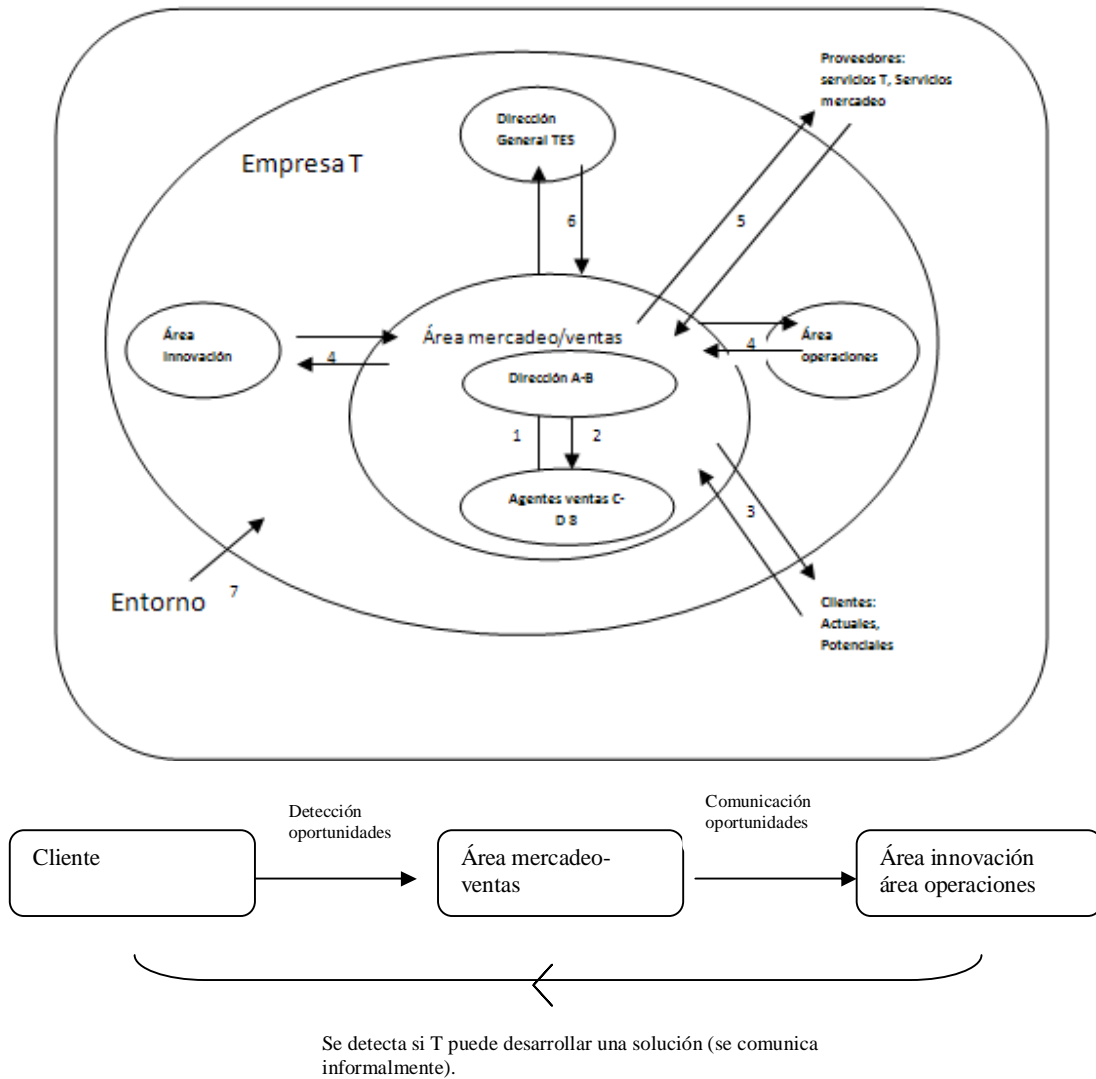 Proveedores:
servicios T, Servicios
mercadeo
Dirección
General TES
Empresa T
6
5
Área
Innovación
4
Área mercadeo/ventas
4
Área
operaciones
Dirección A-B
1
2
Agentes ventas C-
D 8
3
Entorno
7
Clientes:
Actuales,
Potenciales
Detección
oportunidades
Comunicación
oportunidades
Cliente
Área mercadeo-
ventas
Área innovación
área operaciones
Se detecta si T puede desarrollar una solución (se comunica
informalmente).